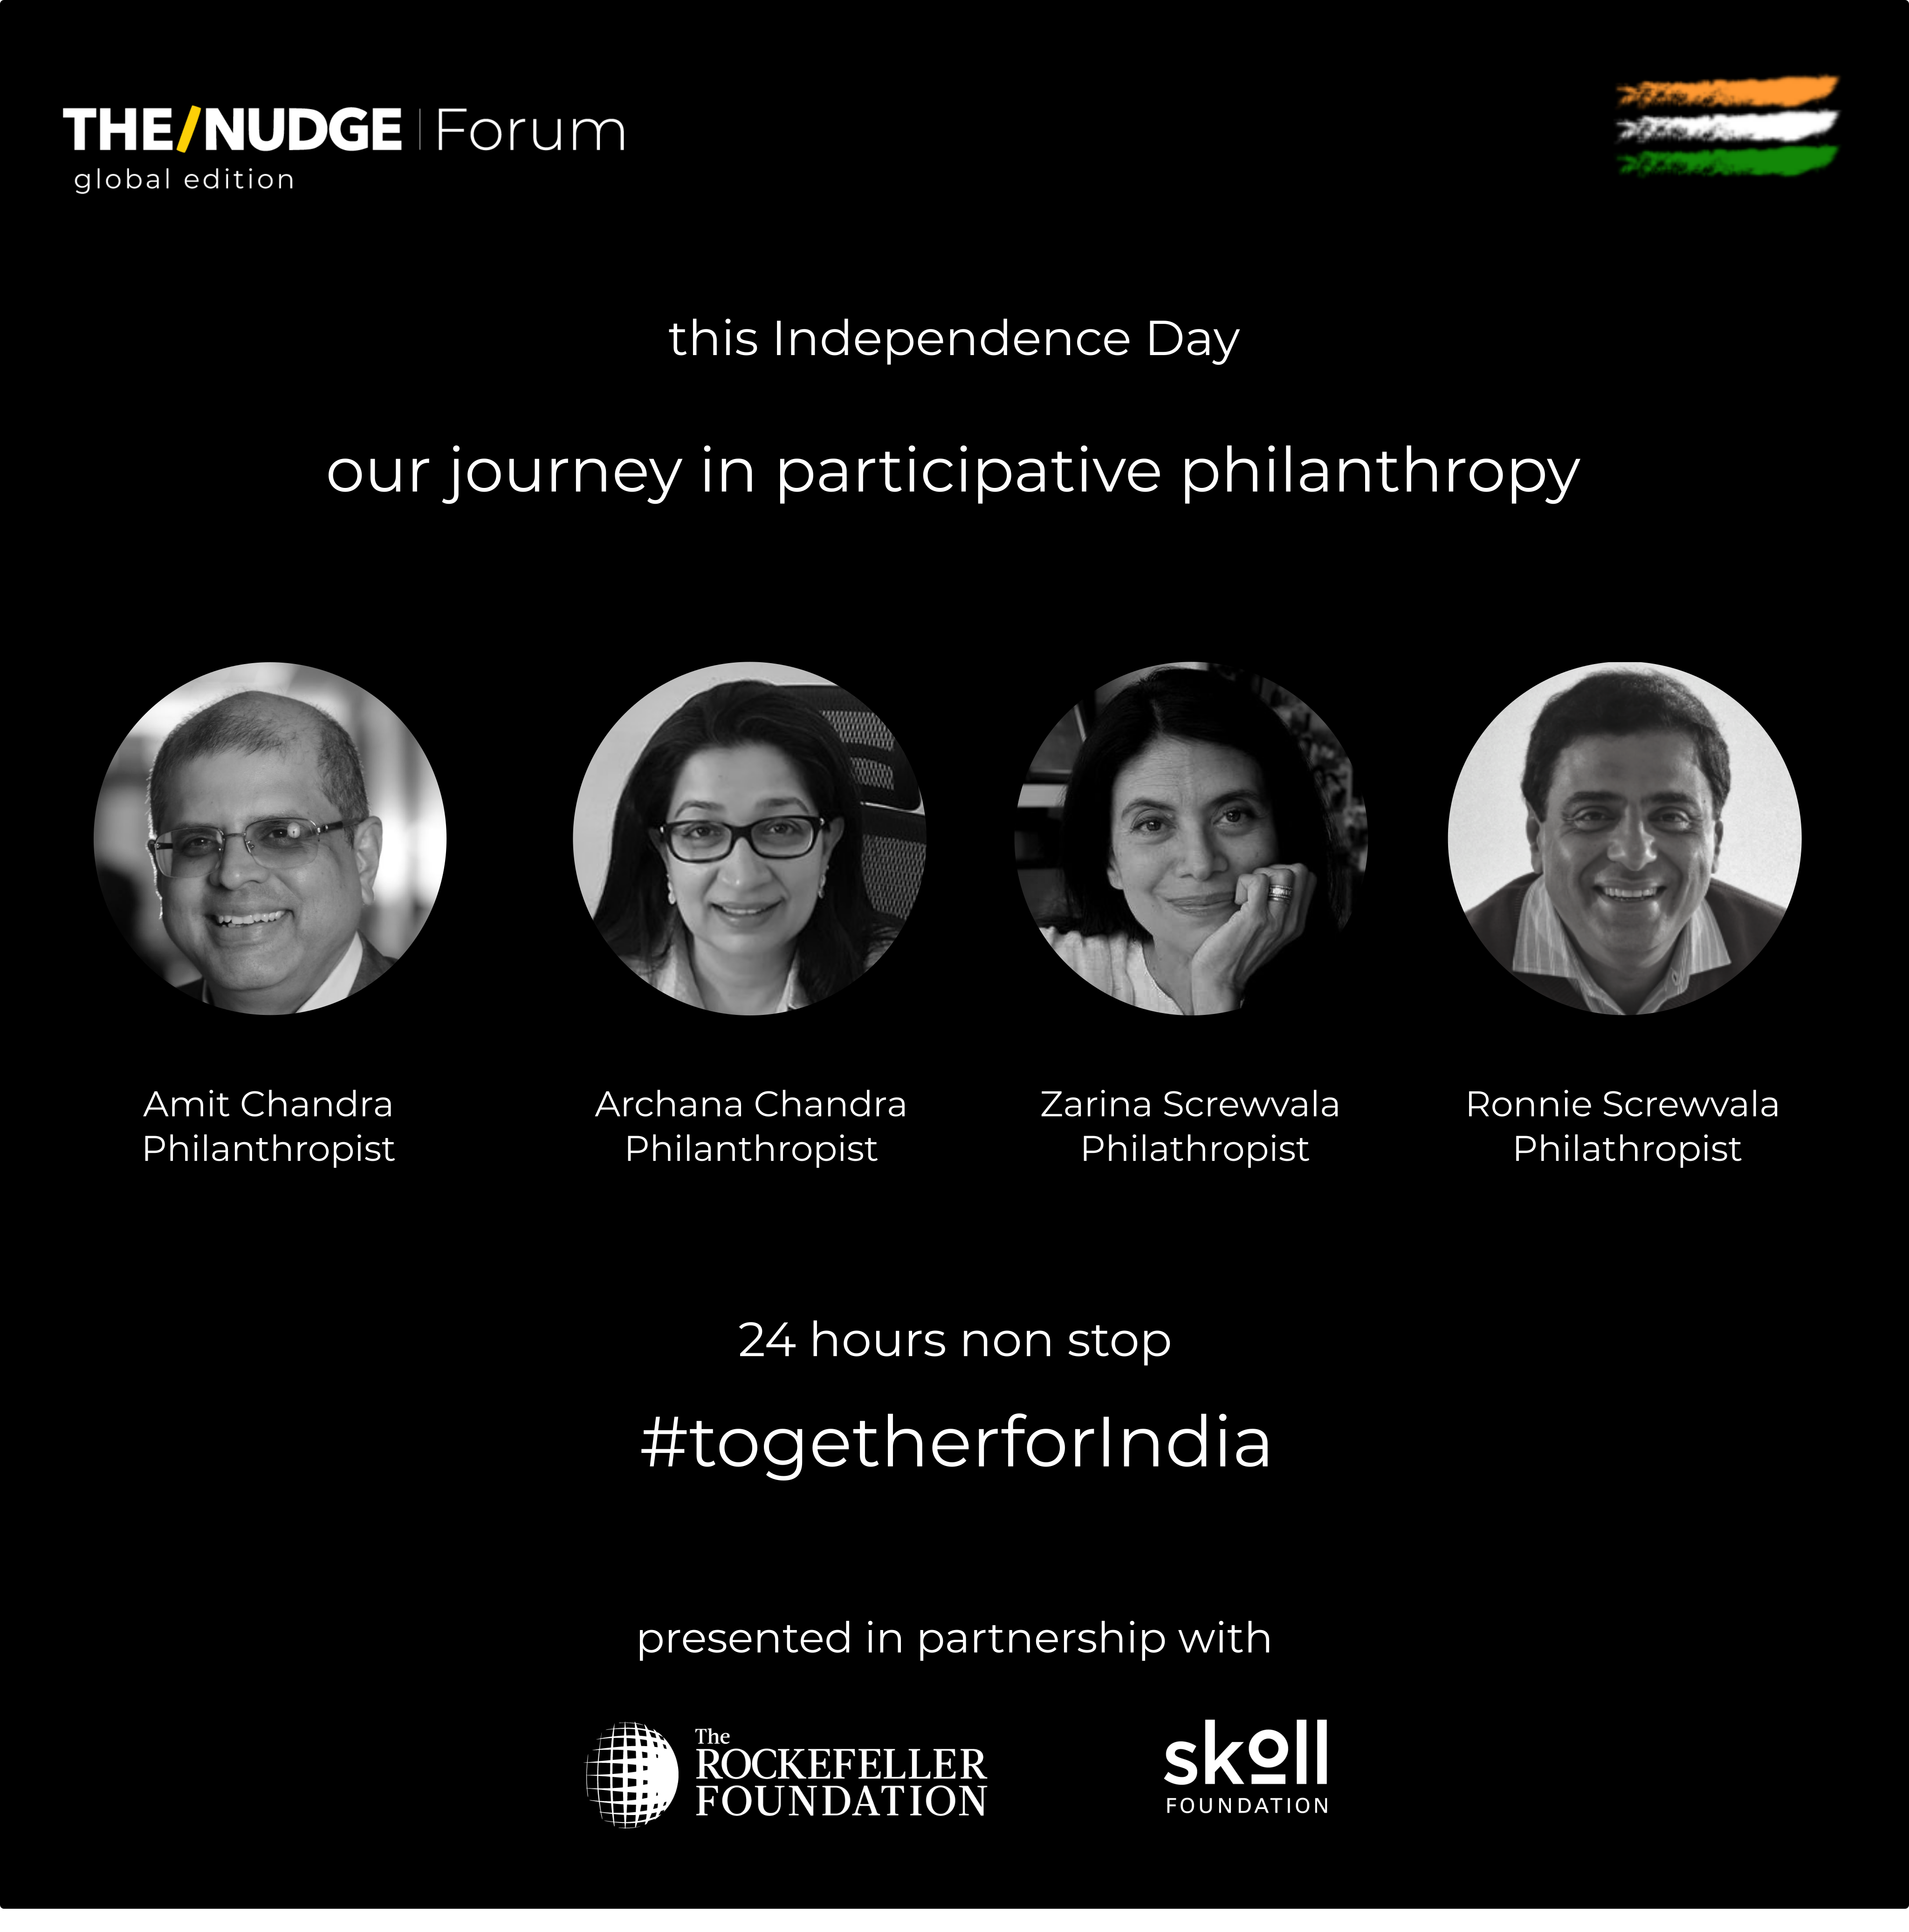 THE/NUDGE | Forum
global edition
this Independence Day
our journey in participative philanthropy
Amit Chandra
Philanthropist
Archana Chandra
Philanthropist
Zarina Screwvala
Philathropist
Ronnie Screwvala
Philathropist
24 hours non stop
#togetherforIndia
presented in partnership with
The
ROCKEFELLER
FOUNDATION
skoll
FOUNDATION